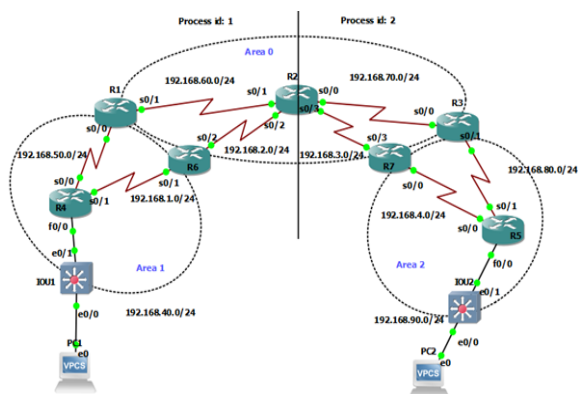 Process id: 1
Process id: 2
Area 0
R1
s0/1
192.168.60.0/24
s0/1
R2
s0/0
192.168.70.0/24
s0/0
R3
s0/0
s0/2
s0/2
192.168.2.0/24
s0/3
s0/3
192.168.3.0/24
s0/1
192.168.50.0/24
R6
s0/1
R7
s0/0
192.168.80.0/24
s0/0
R4
s0/1
192.168.1.0/24
192.168.4.0/24
s0/1
s0/0
R5
f0/0
f0/0
e0/1
IOU1
Area 1
Area 2
IOU2
e0/1
e0/0
192.168.40.0/24
192.168.90.0/24
e0/0
PC1
e0
VPCS
PC2
e0
VPCS